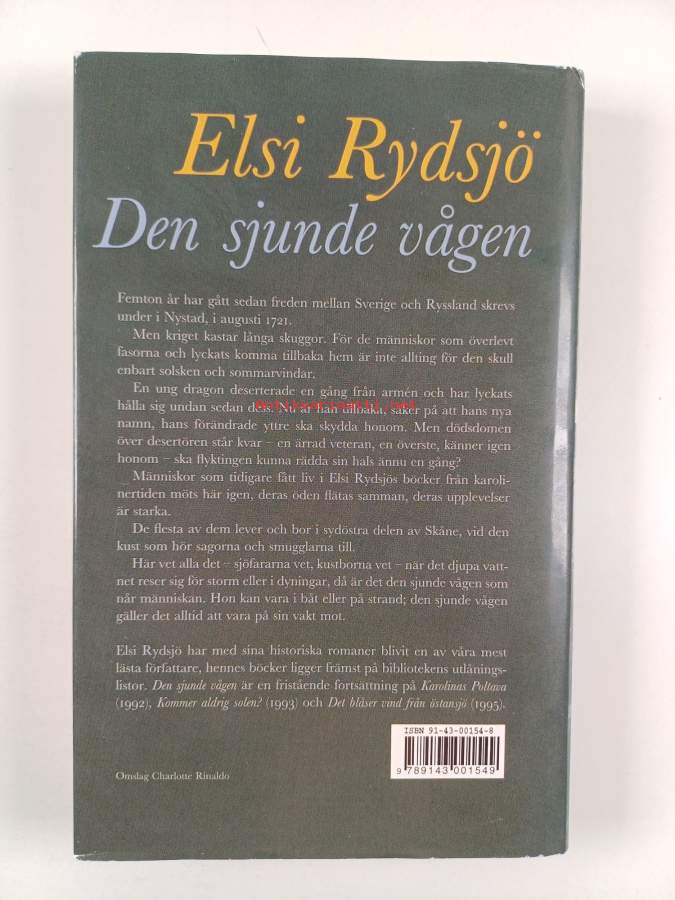 Elsi Rydsjö
Den sjunde vågen
Femton år har gått sedan freden mellan Sverige och Ryssland skrevs
under i Nystad, i augusti 1721.
Men kriget kastar långa skuggor. För de människor som överlevt
fasorna och lyckats komma tillbaka hem är inte allting för den skull
enbart solsken och sommarvindar.
En ung dragon deserterade en gång från armén och har lyckats
hålla sig undan sedan dess. Nu är han tillbaka, säker på att hans nya
namn, hans förändrade yttre ska skydda honom. Men dödsdomen
över desertören står kvar – en ärrad veteran, en överste, känner igen
honom – ska flyktingen kunna rädda sin hals ännu en gång?
Människor som tidigare fått liv i Elsi Rydsjös böcker från karoli-
nertiden möts här igen, deras öden flätas samman, deras upplevelser
är starka.
De flesta av dem lever och bor i sydöstra delen av Skåne, vid den
kust som hör sagorna och smugglarna till.
Här vet alla det – sjöfararna vet, kustborna vet – när det djupa vatt-
net reser sig för storm eller i dyningar, då är det den sjunde vågen som
når människan. Hon kan vara i båt eller på strand; den sjunde vågen
gäller det alltid att vara på sin vakt mot.
Elsi Rydsjö har med sina historiska romaner blivit en av våra mest
lästa författare, hennes böcker ligger främst på bibliotekens utlånings-
listor. Den sjunde vågen är en fristående fortsättning på Karolinas Poltava
(1992), Kommer aldrig solen? (1993) och Det blåser vind från östansjö (1995).
ISBN 91-43-00154-8
9 789143 001549
Omslag Charlotte Rinaldo